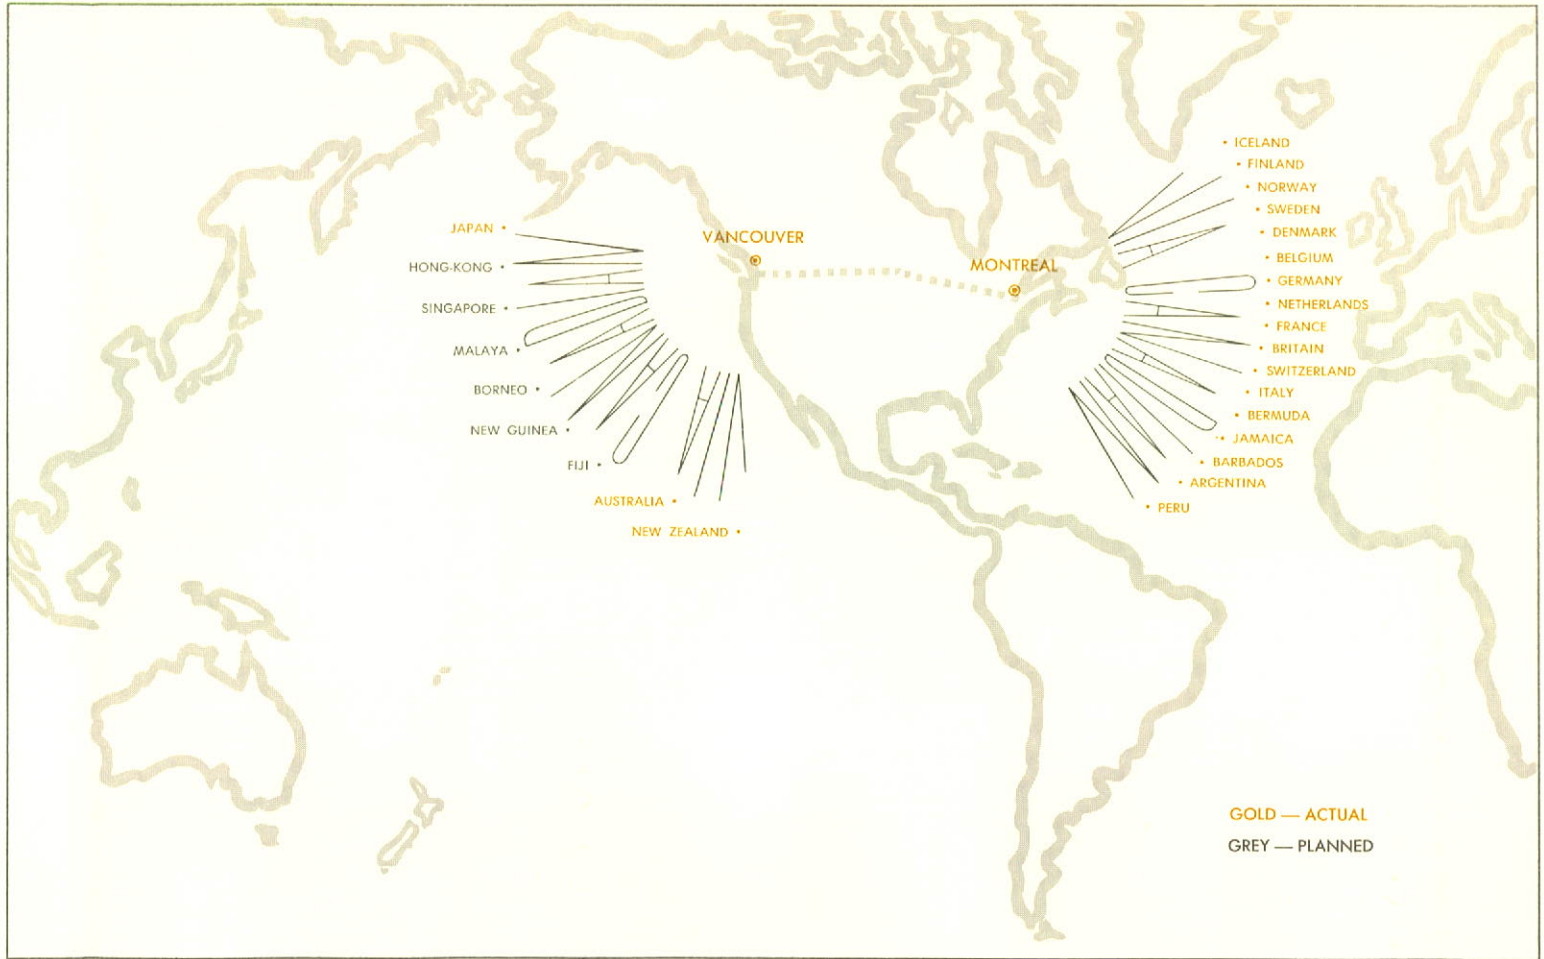 VANCOUVER
MONTREAL
JAPAN
HONG-KONG
SINGAPORE
MALAYA
BORNEO
NEW GUINEA
FIJI
AUSTRALIA
NEW ZEALAND
ICELAND
FINLAND
NORWAY
SWEDEN
DENMARK
BELGIUM
GERMANY
NETHERLANDS
FRANCE
BRITAIN
SWITZERLAND
ITALY
BERMUDA
JAMAICA
BARBADOS
ARGENTINA
PERU
GOLD — ACTUAL
GREY — PLANNED